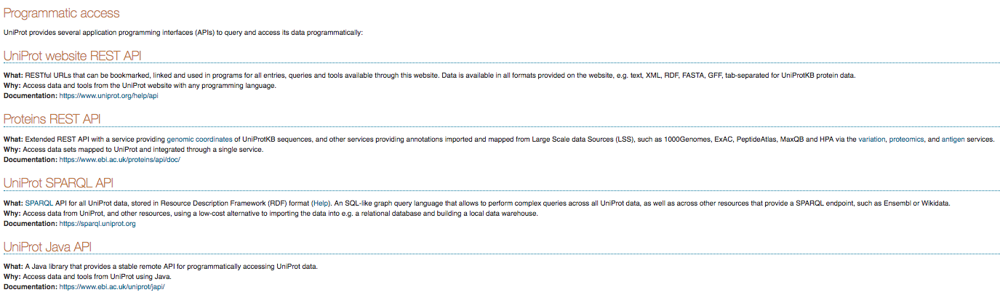 Programmatic access
UniProt provides several application programming interfaces (APIs) to query and access its data programmatically:
UniProt website REST API
What: RESTful URLs that can be bookmarked, linked and used in programs for all entries, queries and tools available through this website. Data is available in all formats provided on the website, e.g. text, XML, RDF, FASTA, GFF, tab-separated for UniProtKB protein data.
Why: Access data and tools from the UniProt website with any programming language.
Documentation: https://www.uniprot.org/help/api
Proteins REST API
What: Extended REST API with a service providing genomic coordinates of UniProtKB sequences, and other services providing annotations imported and mapped from Large Scale data Sources (LSS), such as 1000Genomes, ExAC, PeptideAtlas, MaxQB and HPA via the variation, proteomics, and antigen services.
Why: Access data sets mapped to UniProt and integrated through a single service.
Documentation: https://www.ebi.ac.uk/proteins/api/doc/
UniProt SPARQL API
What: SPARQL API for all UniProt data, stored in Resource Description Framework (RDF) format (Help). An SQL-like graph query language that allows to perform complex queries across all UniProt data, as well as across other resources that provide a SPARQL endpoint, such as Ensembl or Wikidata.
Why: Access data from UniProt, and other resources, using a low-cost alternative to importing the data into e.g. a relational database and building a local data warehouse.
Documentation: https://sparql.uniprot.org
UniProt Java API
What: A Java library that provides a stable remote API for programmatically accessing UniProt data.
Why: Access data and tools from UniProt using Java.
Documentation: https://www.ebi.ac.uk/uniprot/japi/